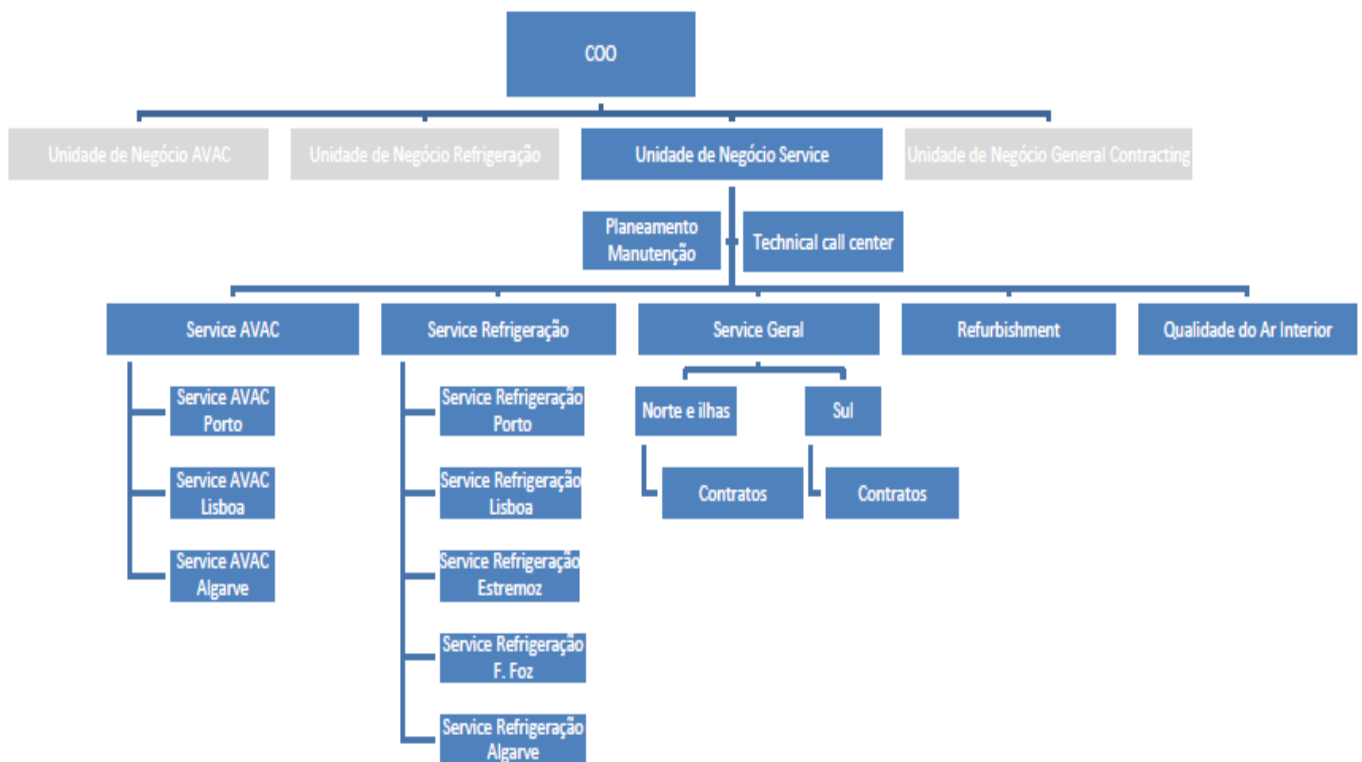 COO
Unidade de Negócio AVAC
Unidade de Negócio Refrigeração
Unidade de Negócio Service
Unidade de Negócio General Contracting
Planeamento
Manutenção
Technical call center
Service AVAC
Service Refrigeração
Service Geral
Refurbishment
Qualidade do Ar Interior
Service AVAC
Porto
Service AVAC
Lisboa
Service AVAC
Algarve
Service Refrigeração
Porto
Service Refrigeração
Lisboa
Service Refrigeração
Estremoz
Service Refrigeração
F. Foz
Service Refrigeração
Algarve
Norte e ilhas
Contratos
Sul
Contratos